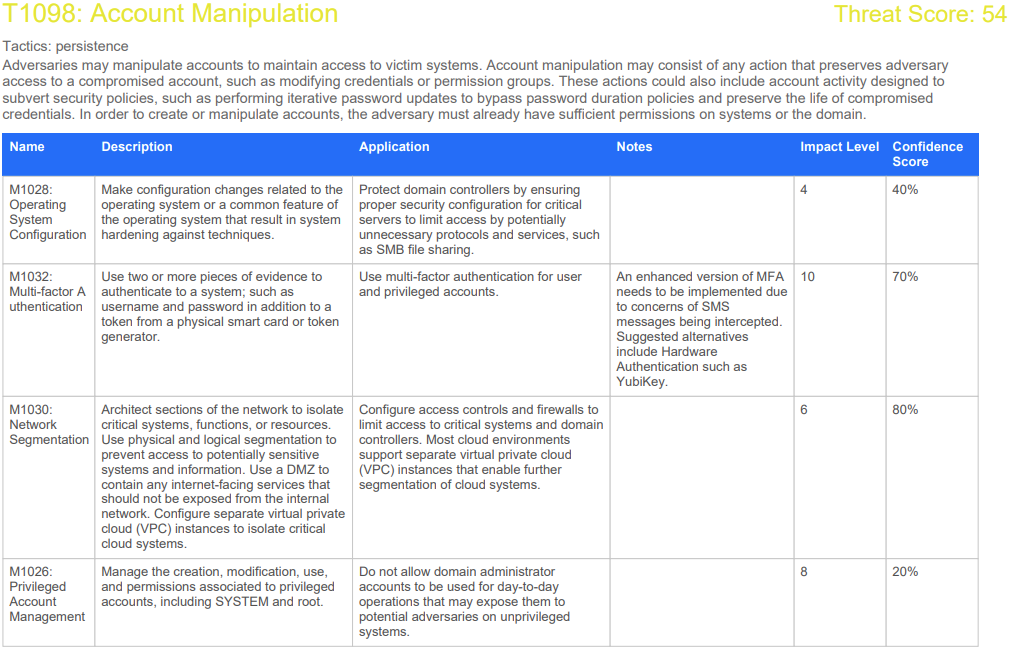 T1098: Account Manipulation
Threat Score: 54
Tactics: persistence
Adversaries may manipulate accounts to maintain access to victim systems. Account manipulation may consist of any action that preserves adversary
access to a compromised account, such as modifying credentials or permission groups. These actions could also include account activity designed to
subvert security policies, such as performing iterative password updates to bypass password duration policies and preserve the life of compromised
credentials. In order to create or manipulate accounts, the adversary must already have sufficient permissions on systems or the domain.
Name
Description
Application
Notes
Impact Level
Confidence
Score
M1028:
Operating
System
Configuration
Make configuration changes related to the
operating system or a common feature of
the operating system that result in system
hardening against techniques.
Protect domain controllers by ensuring
proper security configuration for critical
servers to limit access by potentially
unnecessary protocols and services, such
as SMB file sharing.
4
40%
M1032:
Multi-factor A
uthentication
Use two or more pieces of evidence to
authenticate to a system; such as
username and password in addition to a
token from a physical smart card or token
generator.
Use multi-factor authentication for user
and privileged accounts.
An enhanced version of MFA
needs to be implemented due
to concerns of SMS
messages being intercepted.
Suggested alternatives
include Hardware
Authentication such as
YubiKey.
10
70%
M1030:
Network
Segmentation
Architect sections of the network to isolate
critical systems, functions, or resources.
Use physical and logical segmentation to
prevent access to potentially sensitive
systems and information. Use a DMZ to
contain any internet-facing services that
should not be exposed from the internal
network. Configure separate virtual private
cloud (VPC) instances to isolate critical
cloud systems.
Configure access controls and firewalls to
limit access to critical systems and domain
controllers. Most cloud environments
support separate virtual private cloud
(VPC) instances that enable further
segmentation of cloud systems.
6
80%
M1026:
Privileged
Account
Management
Manage the creation, modification, use,
and permissions associated to privileged
accounts, including SYSTEM and root.
Do not allow domain administrator
accounts to be used for day-to-day
operations that may expose them to
potential adversaries on unprivileged
systems.
8
20%